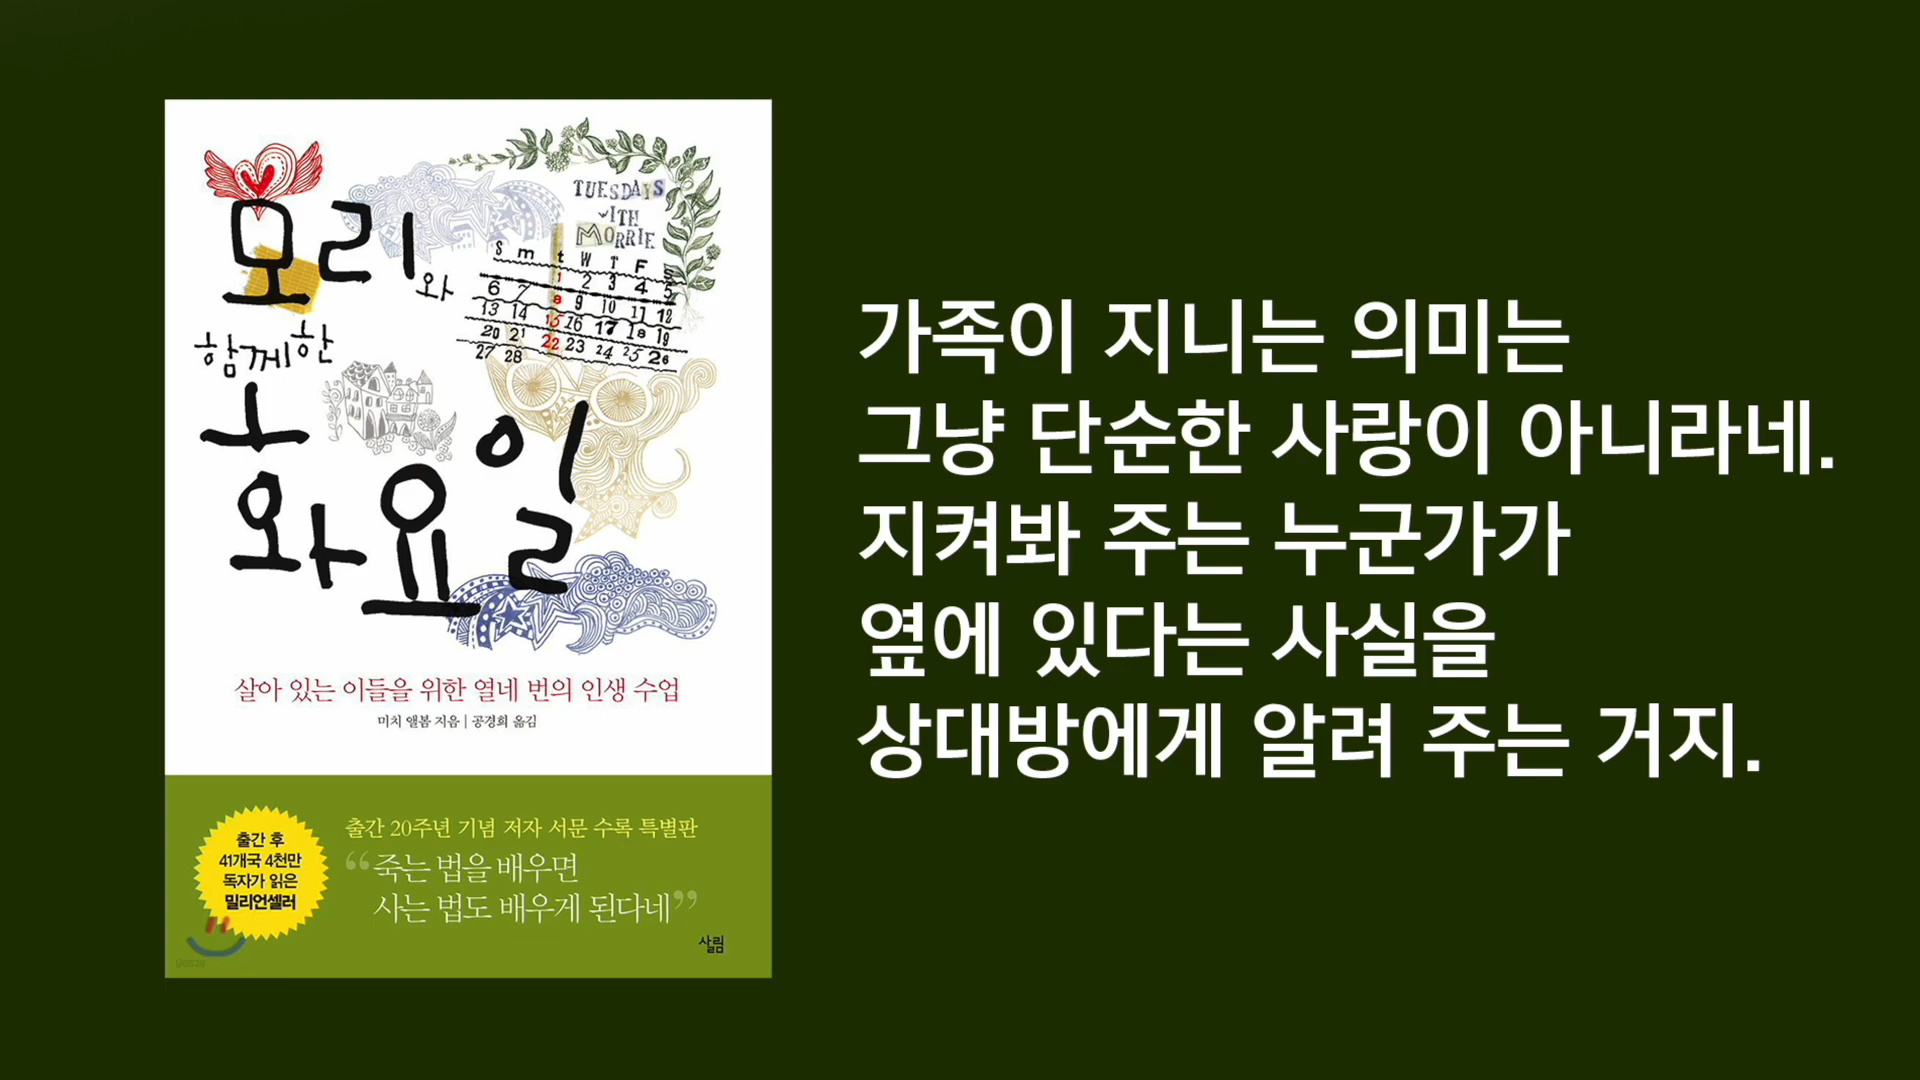 모리와
함께한
화요일
TUESDAYS
WITH
MORRIE
S m t W T F S
1 2 3 4 5
6 7 8 9 10 11 12
13 14 15 16 17 18 19
20 21 22 23 24 25 26
27 28
살아 있는 이들을 위한 열네 번의 인생 수업
미치 앨봄 지음 | 공경희 옮김
출간 후
41개국 4천만
독자가 읽은
밀리언셀러
출간 20주년 기념 저자 서문 수록 특별판
“죽는 법을 배우면
사는 법도 배우게 된다네”
살림
가족이 지니는 의미는
그냥 단순한 사랑이 아니라네.
지켜봐 주는 누군가가
옆에 있다는 사실을
상대방에게 알려 주는 거지.